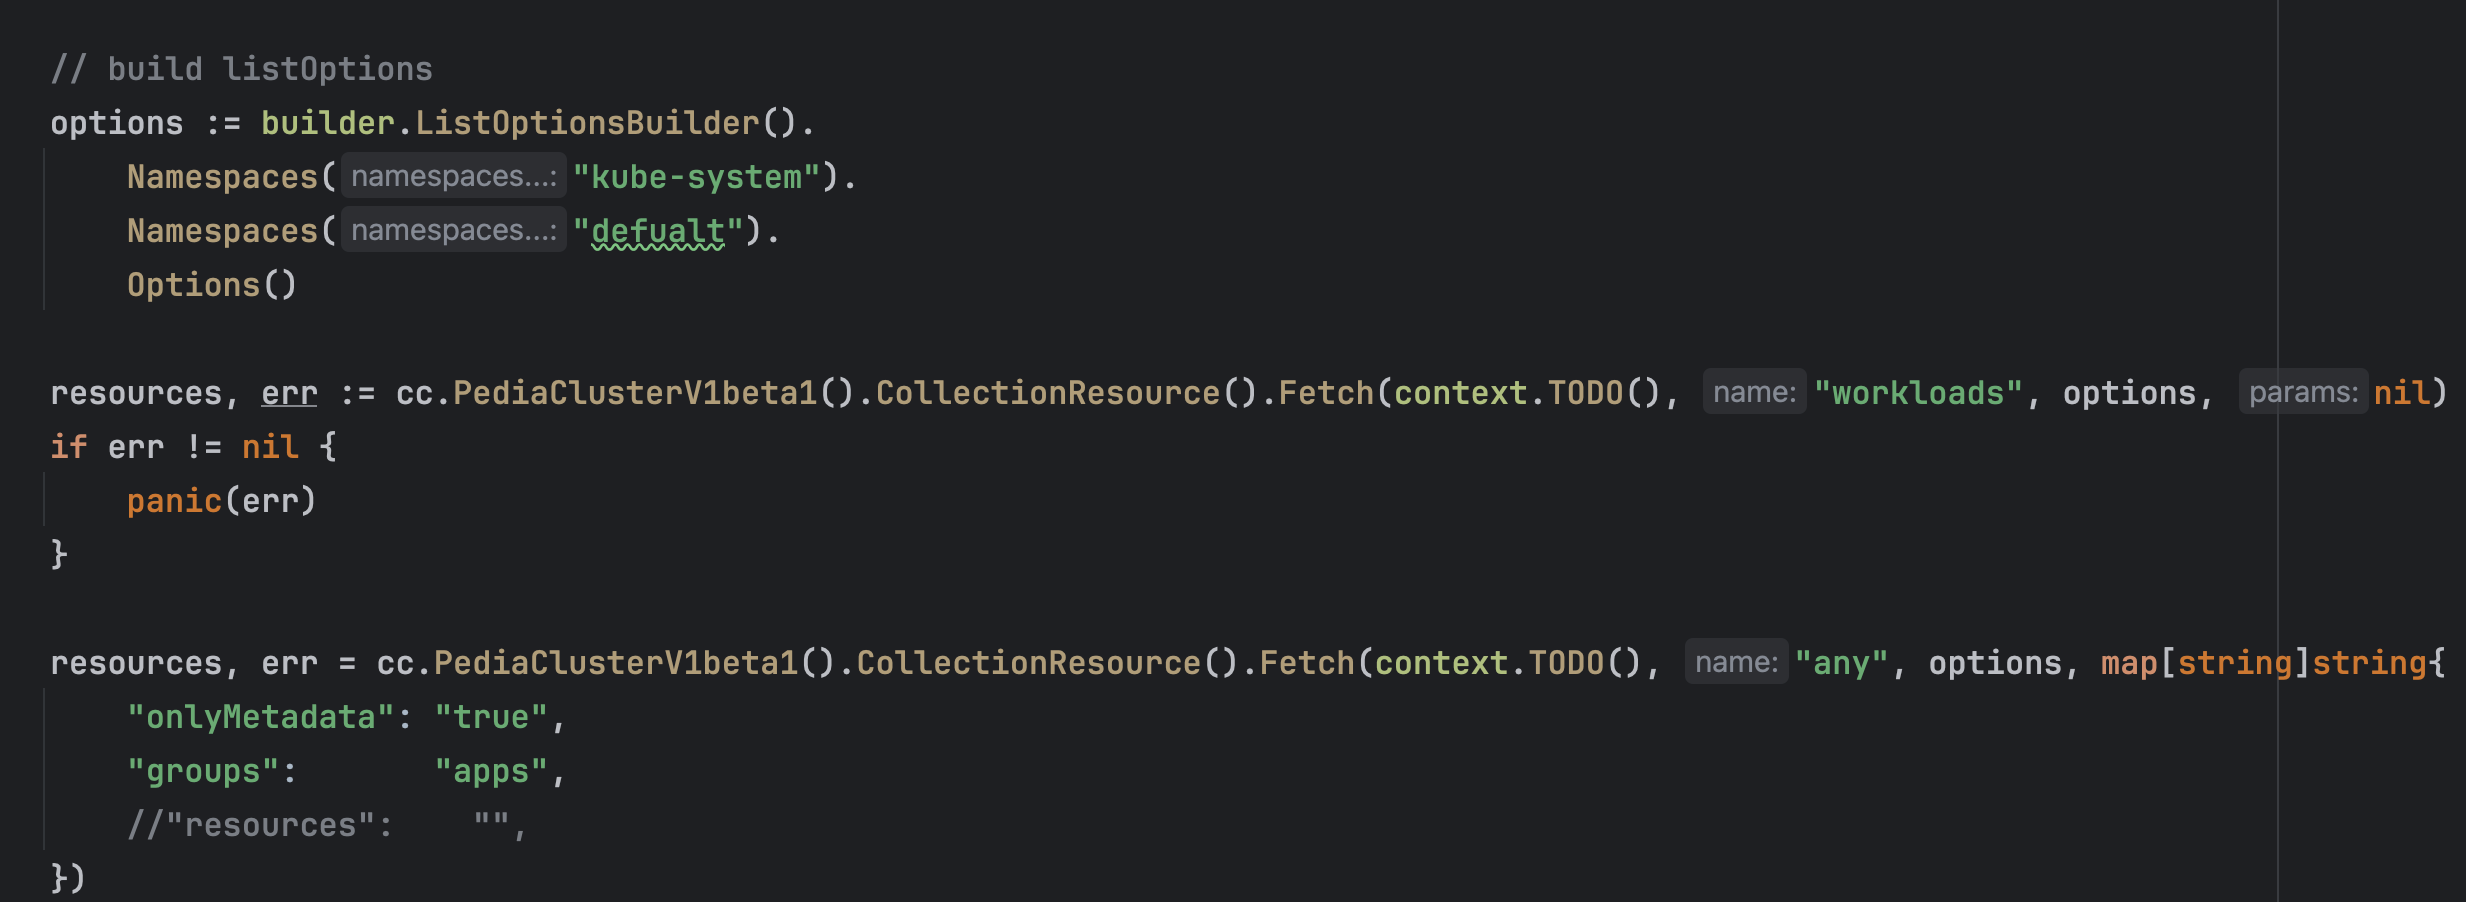 // build listOptions
options := builder.ListOptionsBuilder().
Namespaces( namespaces...: "kube-system").
Namespaces( namespaces...: "defualt").
Options()
resources, err := cc.PediaClusterV1beta1().CollectionResource().Fetch(context.TODO(), name: "workloads", options, params: nil)
if err != nil {
panic(err)
}
resources, err = cc.PediaClusterV1beta1().CollectionResource().Fetch(context.TODO(), name: "any", options, map[string]string{
"onlyMetadata": "true",
"groups": "apps",
//"resources": "",
})